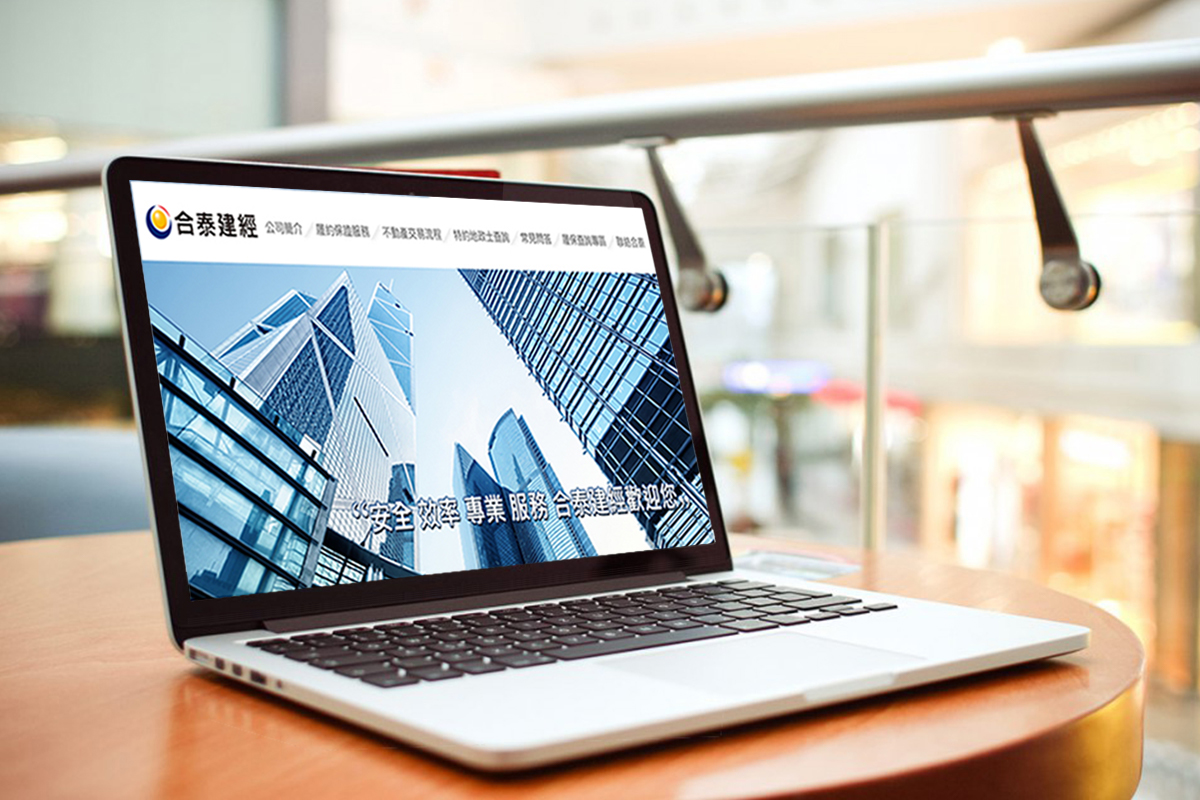 合泰建經 公司簡介 / 履約保證服務 / 不動產交易流程 / 特約地政士查詢 / 常見問答 / 履保查詢專區 / 聯絡合泰
“安全 效率 專業 服務 合泰建經歡迎您”